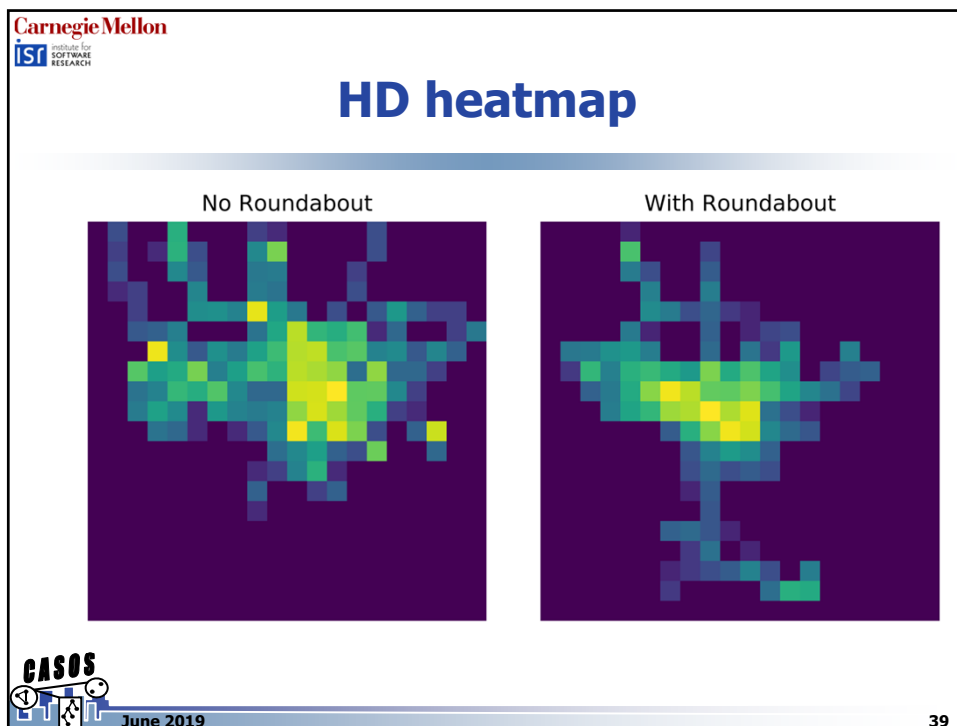 Carnegie Mellon
isr institute for
SOFTWARE
RESEARCH
HD heatmap
No Roundabout
With Roundabout
CASOS
June 2019
39